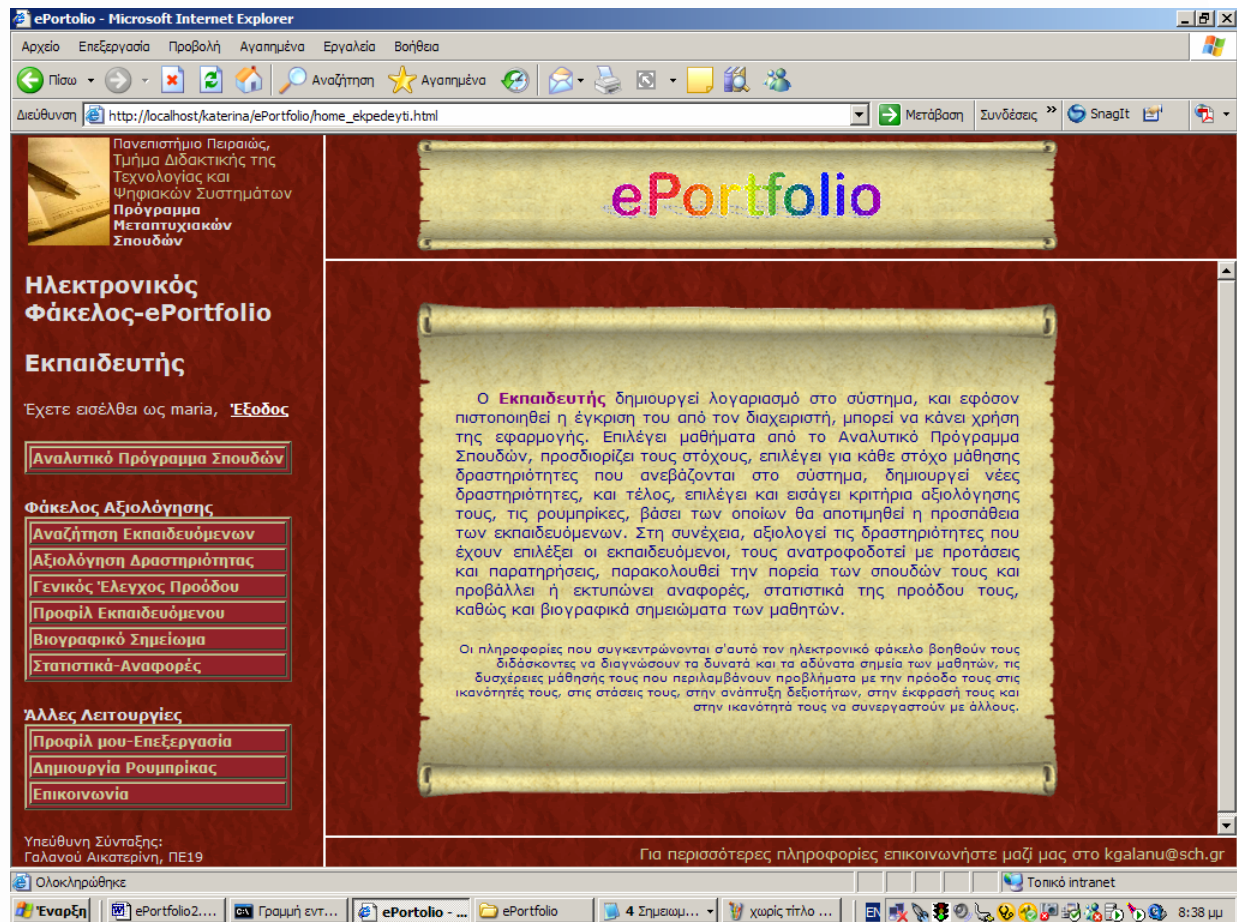 ePortolio - Microsoft Internet Explorer
Αρχείο Επεξεργασία Προβολή Αγαπημένα Εργαλεία Βοήθεια
Πίσω Αναζήτηση Αγαπημένα
Διεύθυνση http://localhost/katerina/ePortfolio/home_ekpedeyti.html Μετάβαση Συνδέσεις » SnagIt
Πανεπιστήμιο Πειραιώς,
Τμήμα Διδακτικής της
Τεχνολογίας και
Ψηφιακών Συστημάτων
Πρόγραμμα
Μεταπτυχιακών
Σπουδών
Ηλεκτρονικός
Φάκελος-ePortfolio
Εκπαιδευτής
Έχετε εισέλθει ως maria, Έξοδος
Αναλυτικό Πρόγραμμα Σπουδών
Φάκελος Αξιολόγησης
Αναζήτηση Εκπαιδευόμενων
Αξιολόγηση Δραστηριότητας
Γενικός Έλεγχος Προόδου
Προφίλ Εκπαιδευόμενου
Βιογραφικό Σημείωμα
Στατιστικά-Αναφορές
Άλλες Λειτουργίες
Προφίλ μου-Επεξεργασία
Δημιουργία Ρουμπρίκας
Επικοινωνία
Υπεύθυνη Σύνταξης:
Γαλανού Αικατερίνη, ΠΕ19
ePortfolio
Ο Εκπαιδευτής δημιουργεί λογαριασμό στο σύστημα, και εφόσον
πιστοποιηθεί η έγκριση του από τον διαχειριστή, μπορεί να κάνει χρήση
της εφαρμογής. Επιλέγει μαθήματα από το Αναλυτικό Πρόγραμμα
Σπουδών, προσδιορίζει τους στόχους, επιλέγει για κάθε στόχο μάθησης
δραστηριότητες που ανεβάζονται στο σύστημα, δημιουργεί νέες
δραστηριότητες, και τέλος, επιλέγει και εισάγει κριτήρια αξιολόγησης
τους, τις ρουμπρίκες, βάσει των οποίων θα αποτιμηθεί η προσπάθεια
των εκπαιδευόμενων. Στη συνέχεια, αξιολογεί τις δραστηριότητες που
έχουν επιλέξει οι εκπαιδευόμενοι, τους ανατροφοδοτεί με προτάσεις
και παρατηρήσεις, παρακολουθεί την πορεία των σπουδών τους και
προβάλλει ή εκτυπώνει αναφορές, στατιστικά της προόδου τους,
καθώς και βιογραφικά σημειώματα των μαθητών.
Οι πληροφορίες που συγκεντρώνονται σ'αυτό τον ηλεκτρονικό φάκελο βοηθούν τους
διδάσκοντες να διαγνώσουν τα δυνατά και τα αδύνατα σημεία των μαθητών, τις
δυσχέρειες μάθησής τους που περιλαμβάνουν προβλήματα με την πρόοδο τους στις
ικανότητές τους, στις στάσεις τους, στην ανάπτυξη δεξιοτήτων, στην έκφρασή τους και
στην ικανότητά τους να συνεργαστούν με άλλους.
Για περισσότερες πληροφορίες επικοινωνήστε μαζί μας στο kgalanu@sch.gr
Ολοκληρώθηκε Τοπικό intranet
Έναρξη ePortfolio2.... Γραμμή εντ... ePortolio - ... ePortfolio 4 Σημειωμ... χωρίς τίτλο ... EN 8:38 μμ